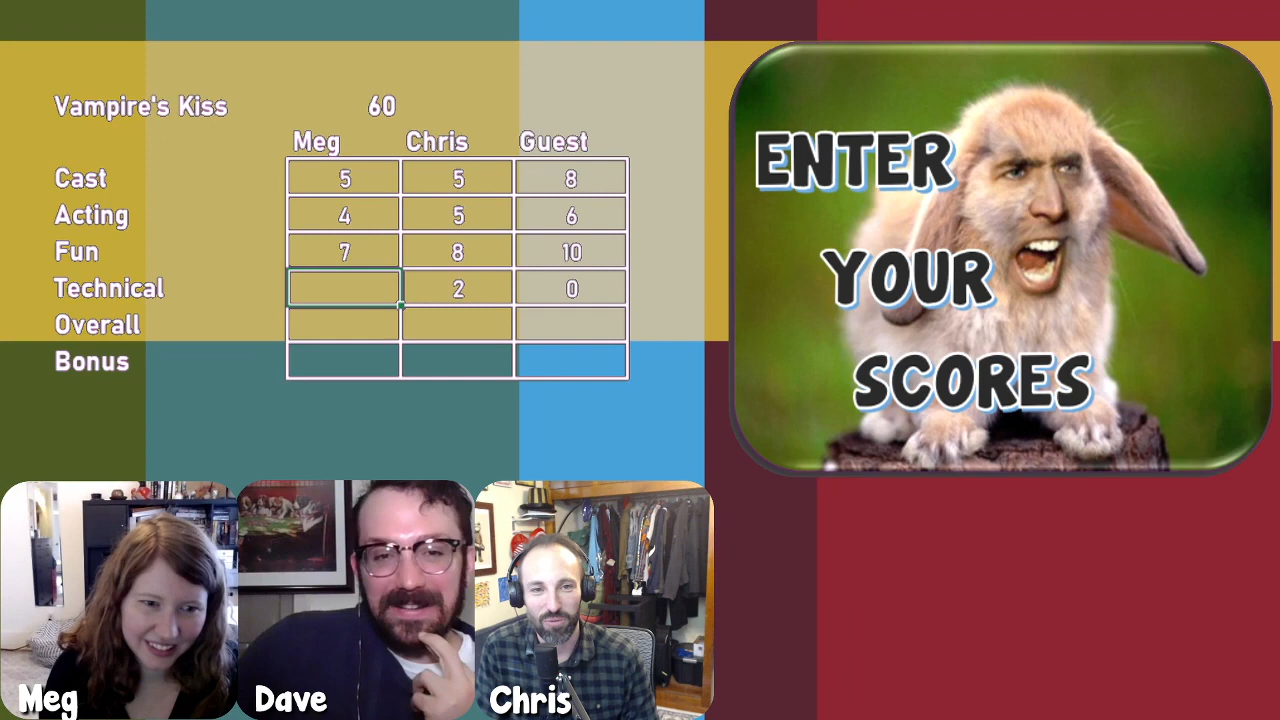 Vampire's Kiss 60
Meg Chris Guest
Cast 5 5 8
Acting 4 5 6
Fun 7 8 10
Technical 2 0
Overall
Bonus
ENTER
YOUR
SCORES
Meg
Dave
Chris